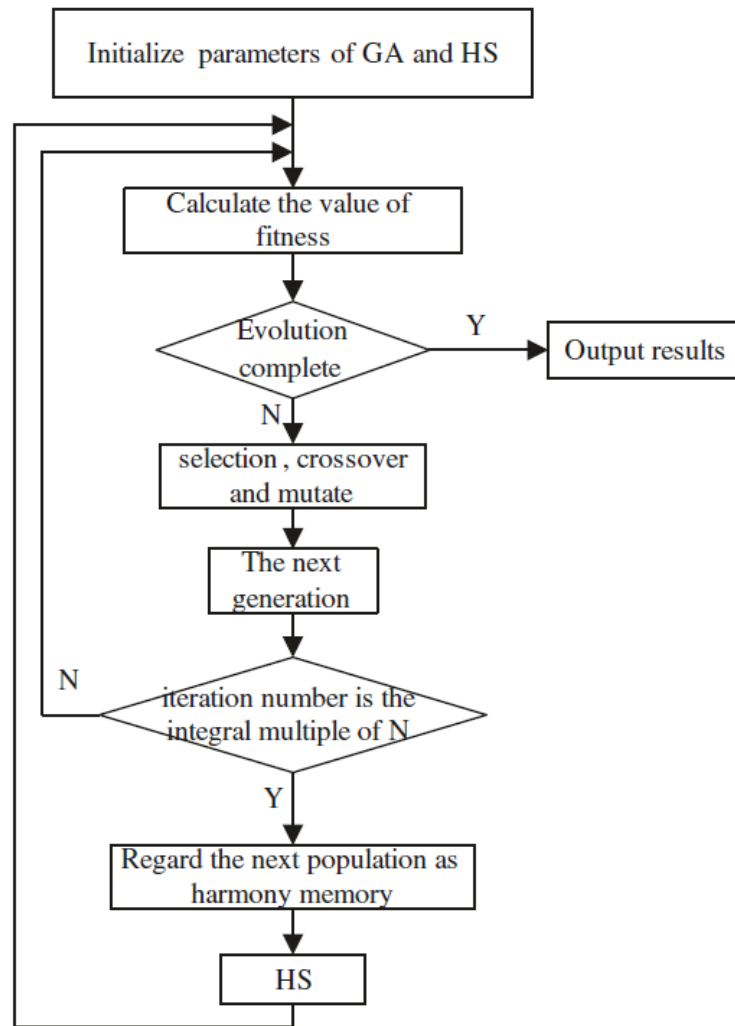 Initialize parameters of GA and HS
Calculate the value of
fitness
Evolution
complete
Y
Output results
N
selection, crossover
and mutate
The next
generation
N
iteration number is the
integral multiple of N
Y
Regard the next population as
harmony memory
HS